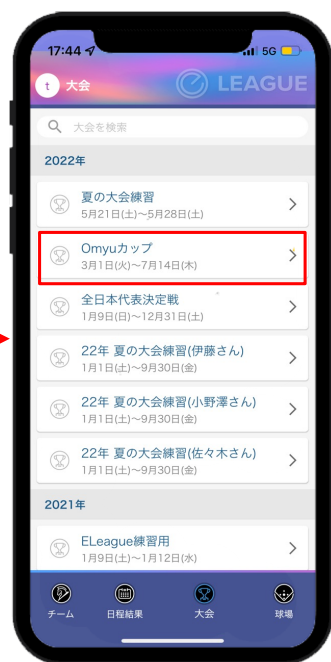 17:44
5G
t 大会
LEAGUE
大会を検索
2022年
夏の大会練習
5月21日(土)〜5月28日(土)
Omyuカップ
3月1日(火)〜7月14日(木)
全日本代表決定戦
1月9日(日)〜12月31日(土)
22年 夏の大会練習(伊藤さん)
1月1日(土)〜9月30日(金)
22年 夏の大会練習(小野澤さん)
1月1日(土)〜9月30日(金)
22年 夏の大会練習(佐々木さん)
1月1日(土)〜9月30日(金)
2021年
ELeague練習用
1月9日(土)〜1月12日(水)
チーム 日程結果 大会 球場